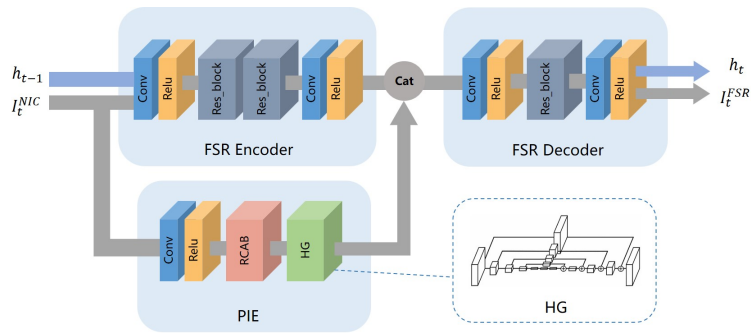 h_{t-1}
I_t^{NIC}
Conv
Relu
Res_block
Res_block
Conv
Relu
FSR Encoder
Cat
Conv
Relu
Res_block
Conv
Relu
FSR Decoder
h_t
I_t^{FSR}
Conv
Relu
RCAB
HG
PIE
HG